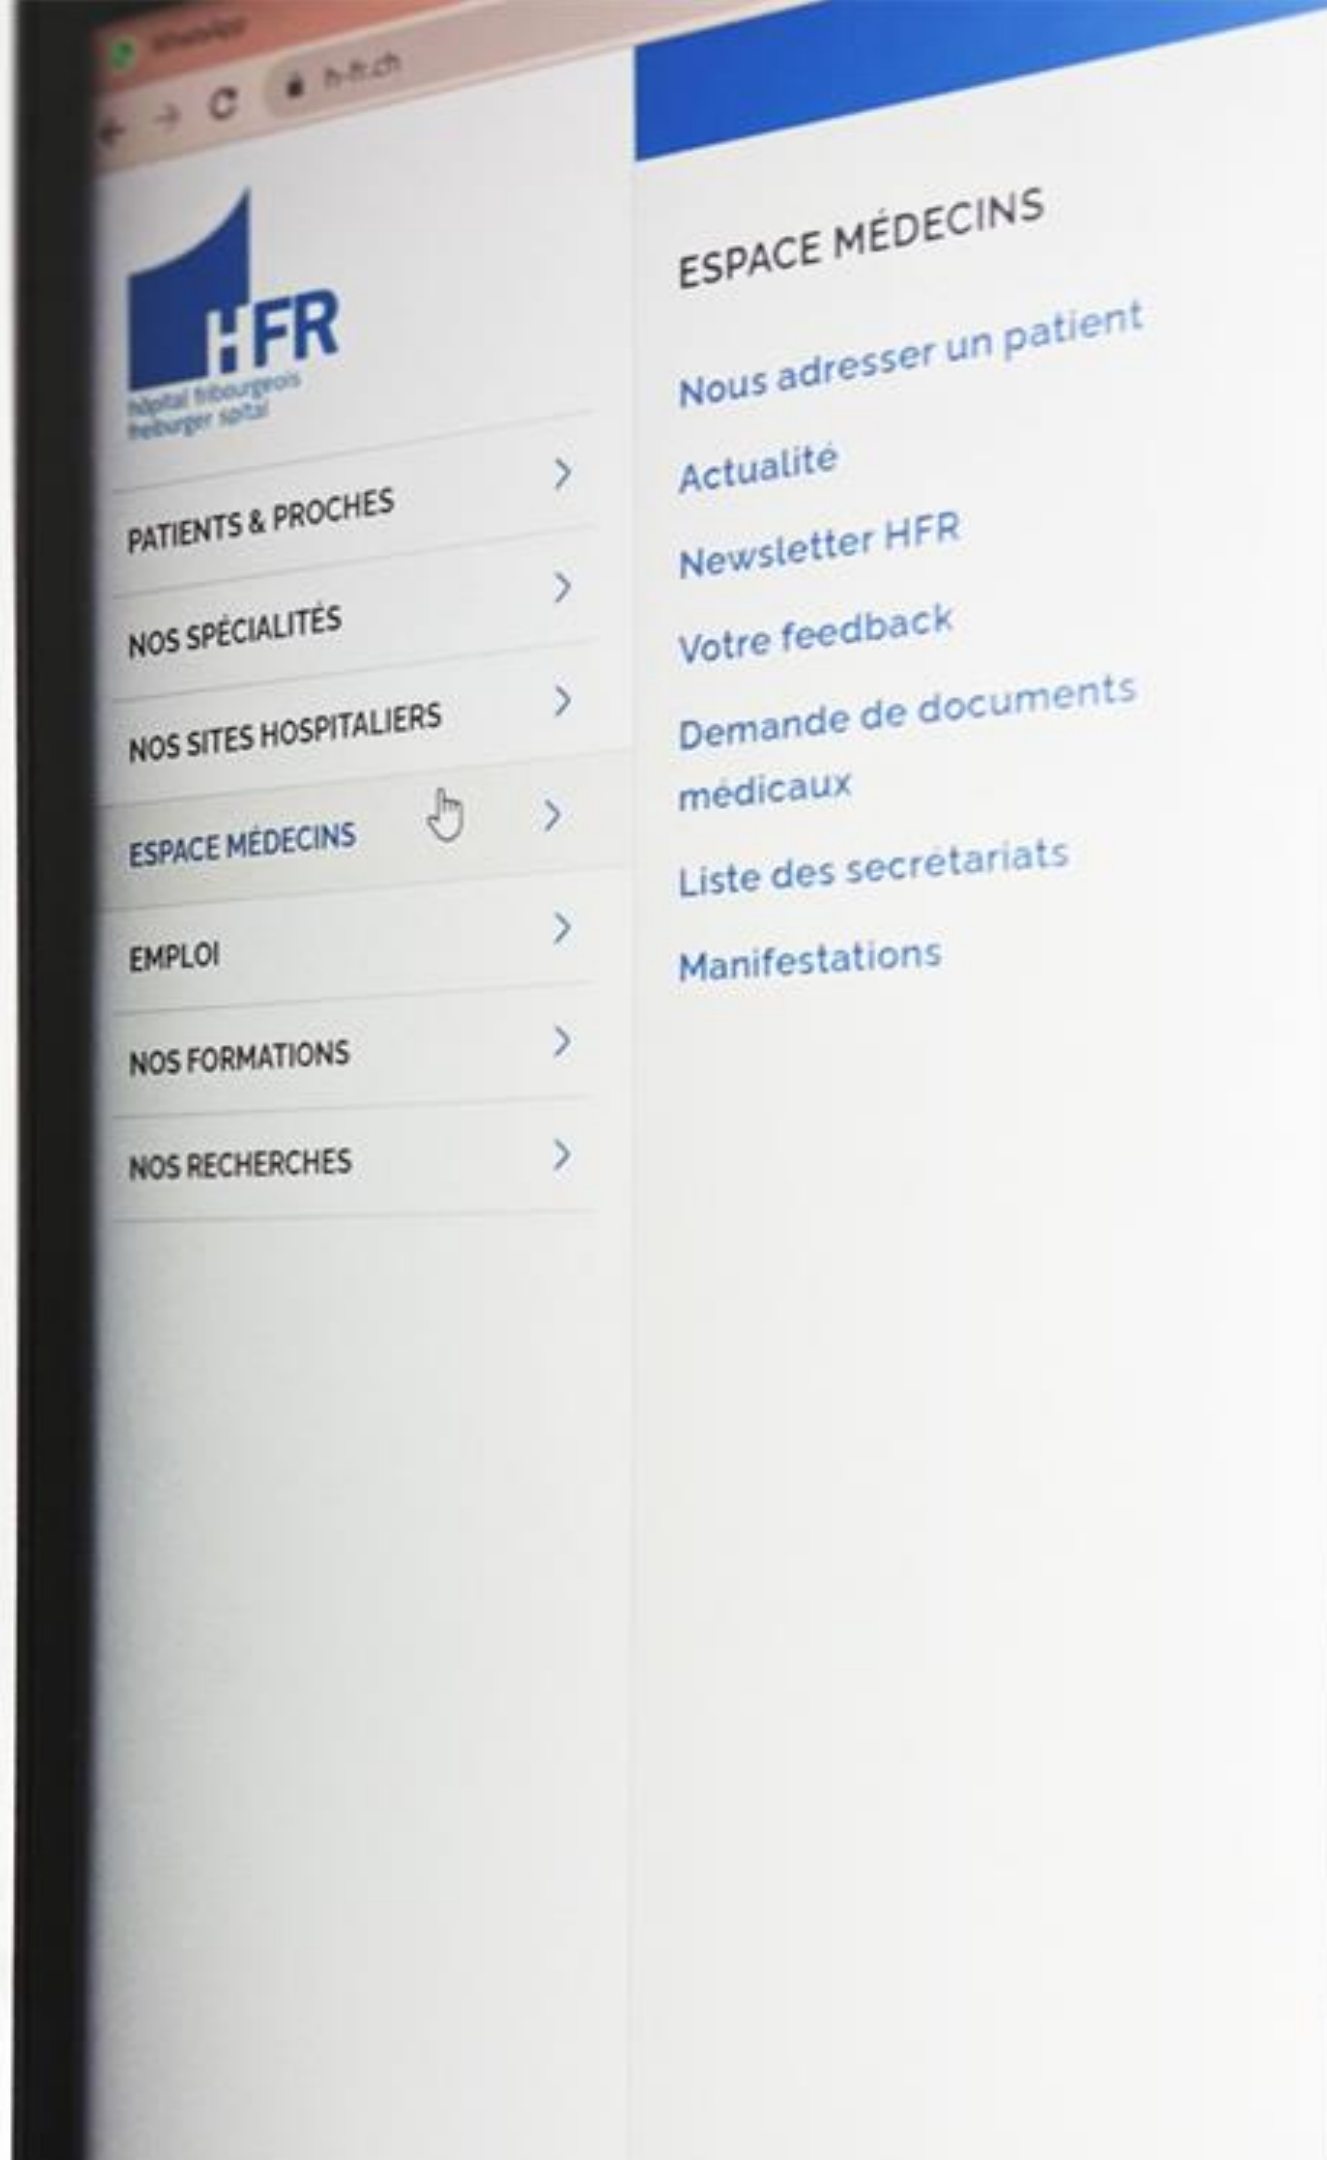 WhatsApp
h-fr.ch
HFR
hôpital fribourgeois
freiburger spital
PATIENTS & PROCHES
NOS SPÉCIALITÉS
NOS SITES HOSPITALIERS
ESPACE MÉDECINS
EMPLOI
NOS FORMATIONS
NOS RECHERCHES
ESPACE MÉDECINS
Nous adresser un patient
Actualité
Newsletter HFR
Votre feedback
Demande de documents
médicaux
Liste des secrétariats
Manifestations